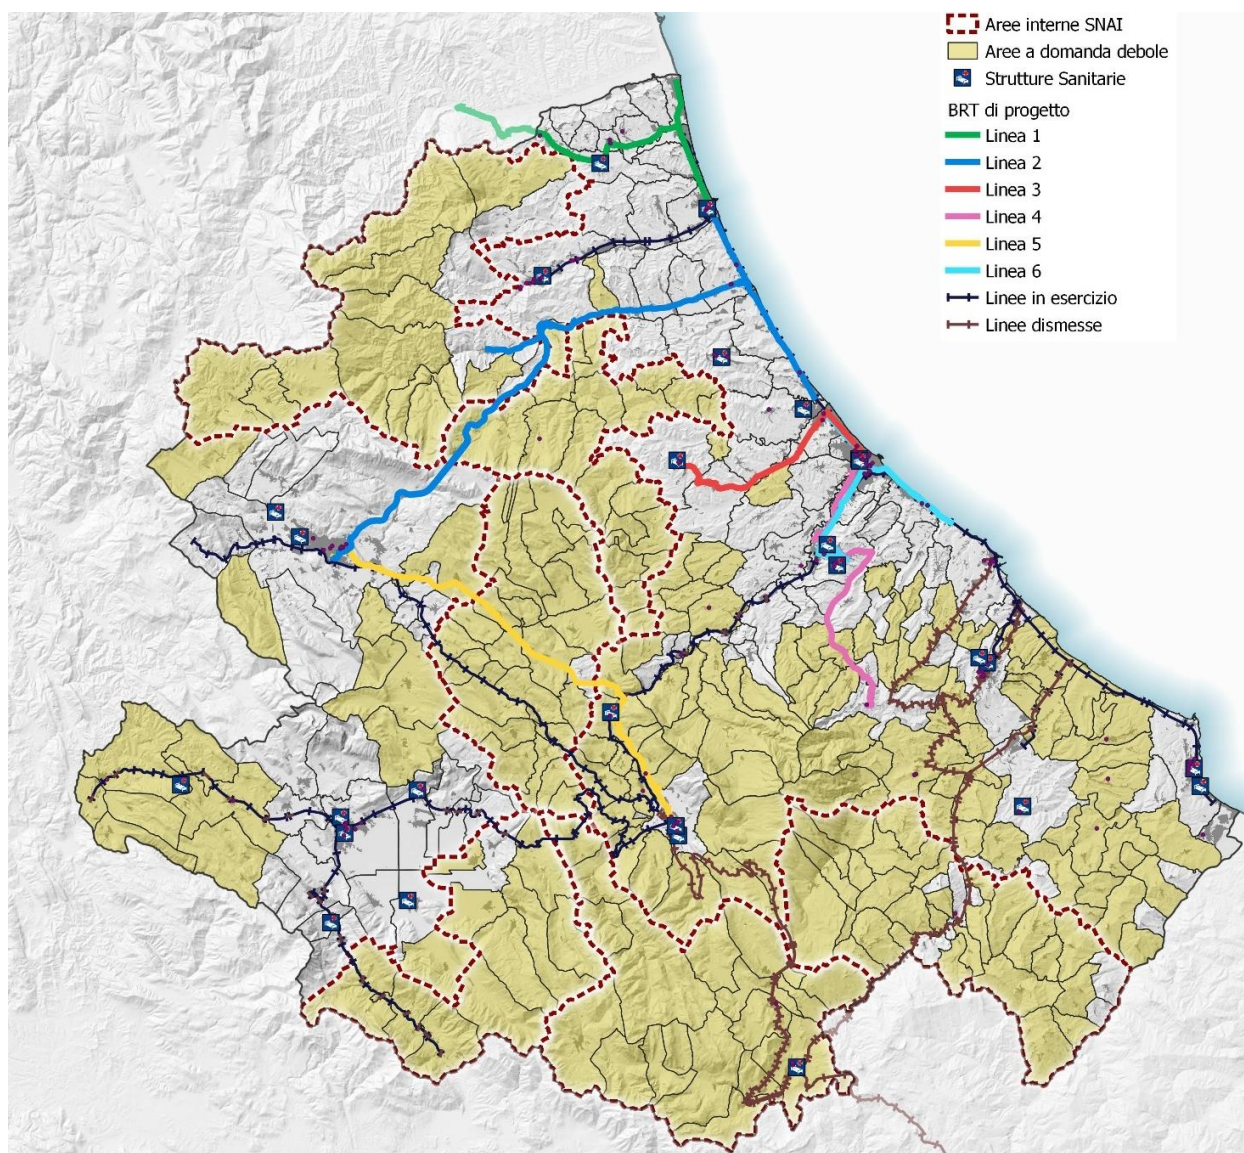 Aree interne SNAI
Aree a domanda debole
Strutture Sanitarie
BRT di progetto
Linea 1
Linea 2
Linea 3
Linea 4
Linea 5
Linea 6
Linee in esercizio
Linee dismesse